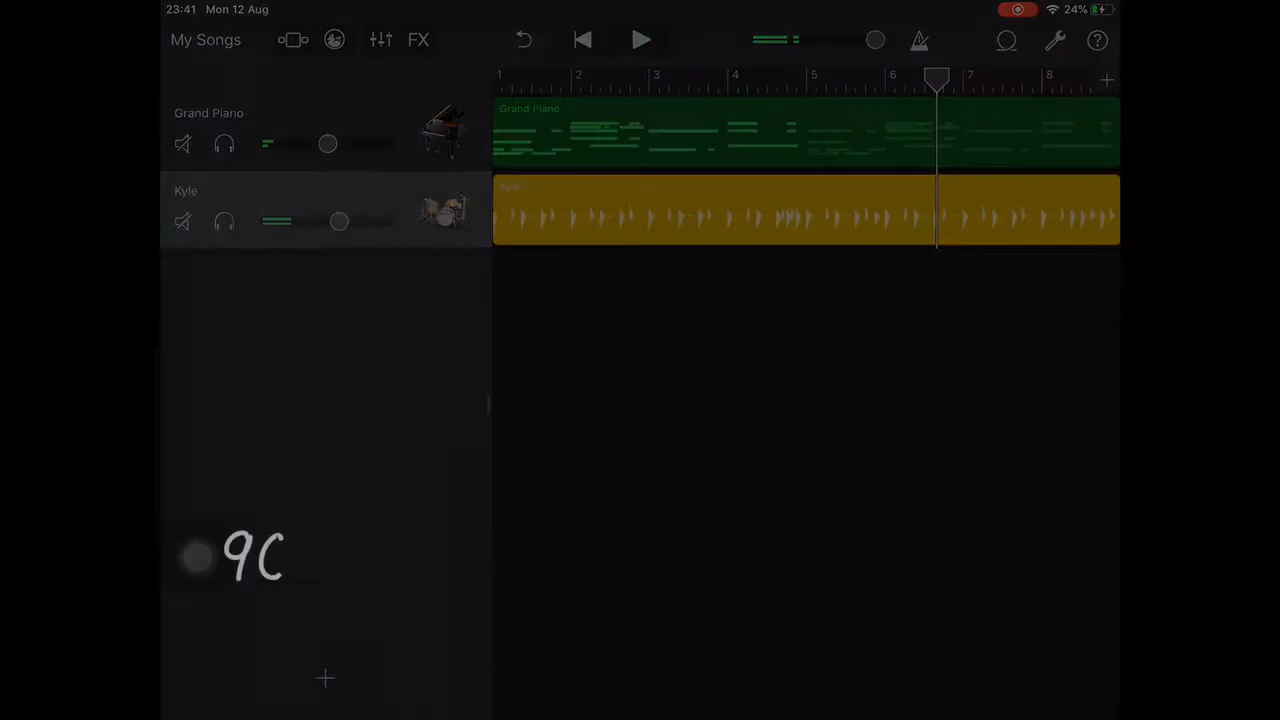 23:41 Mon 12 Aug
24%
My Songs
FX
1 2 3 4 5 6 7 8
Grand Piano
Grand Piano
Kyle
Kyle
9C